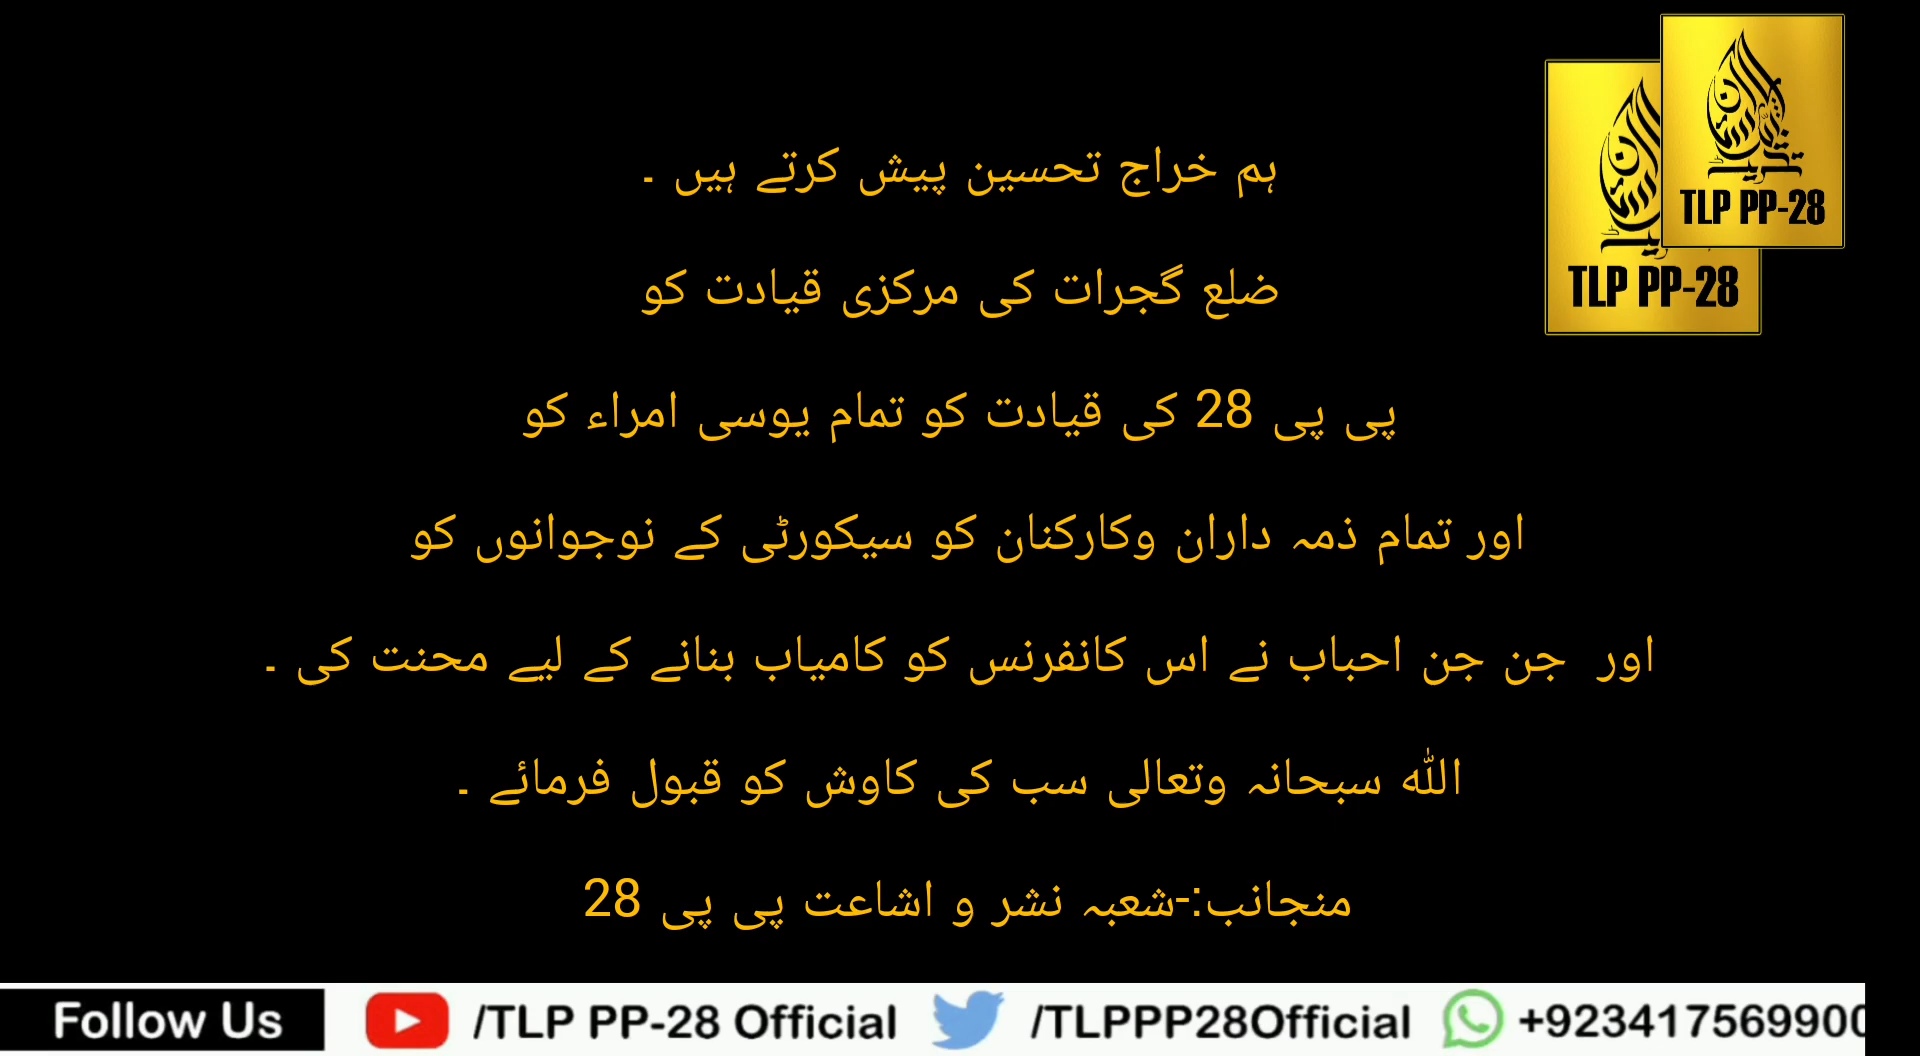 ہم خراج تحسین پیش کرتے ہیں ۔
ضلع گجرات کی مرکزی قیادت کو
پی پی 28 کی قیادت کو تمام یوسی امراء کو
اور تمام ذمہ داران وکارکنان کو سیکورٹی کے نوجوانوں کو
اور جن جن احباب نے اس کانفرنس کو کامیاب بنانے کے لیے محنت کی ۔
اللہ سبحانہ وتعالی سب کی کاوش کو قبول فرمائے ۔
منجانب:-شعبہ نشر و اشاعت پی پی 28
TLP PP-28
TLP PP-28
Follow Us /TLP PP-28 Official /TLPPP28Official +92341756990